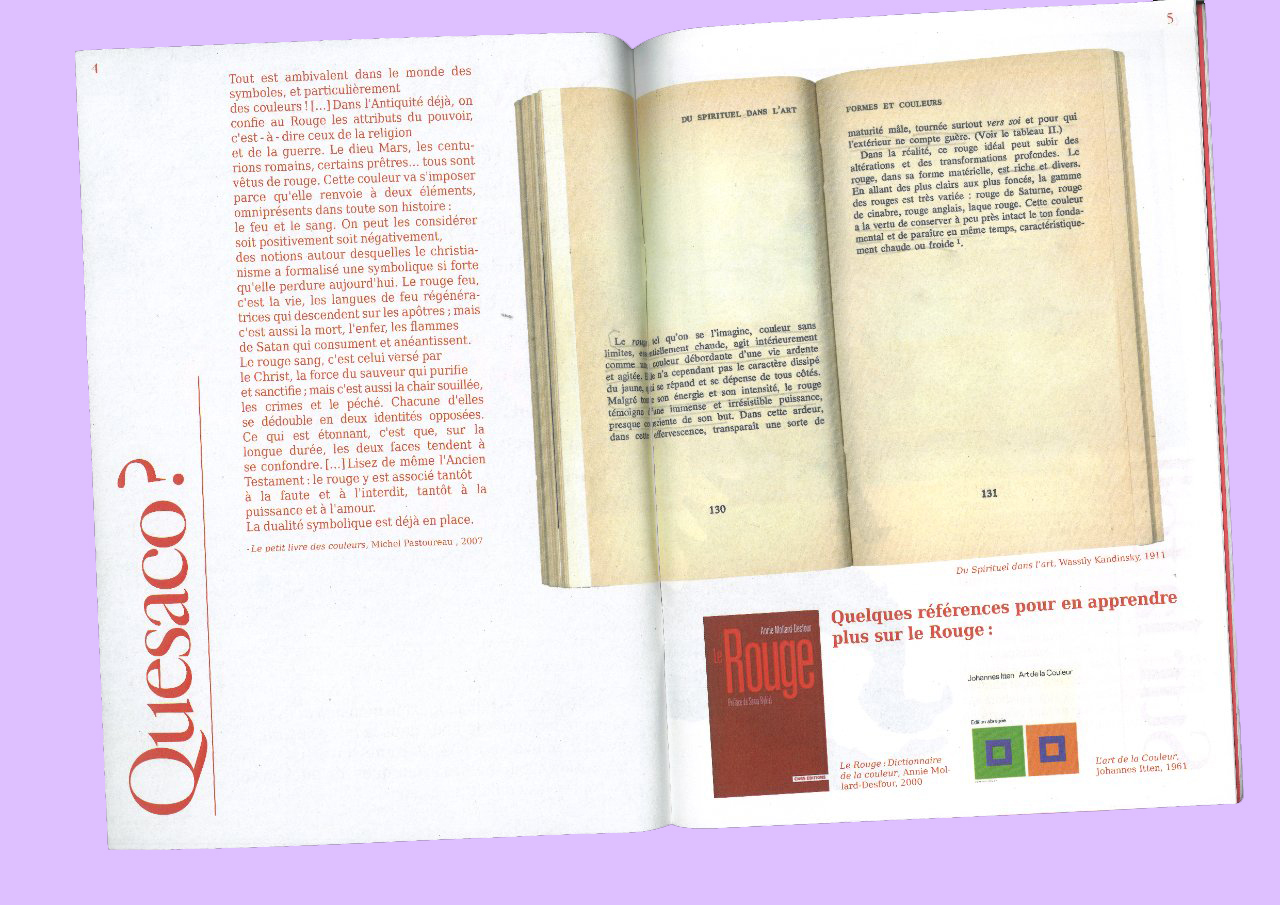 4
Tout est ambivalent dans le monde des
symboles, et particulièrement
des couleurs ! [...] Dans l'Antiquité déjà, on
confie au Rouge les attributs du pouvoir,
c'est - à - dire ceux de la religion
et de la guerre. Le dieu Mars, les centu-
rions romains, certains prêtres... tous sont
vêtus de rouge. Cette couleur va s'imposer
parce qu'elle renvoie à deux éléments,
omniprésents dans toute son histoire :
le feu et le sang. On peut les considérer
soit positivement soit négativement,
des notions autour desquelles le christia-
nisme a formalisé une symbolique si forte
qu'elle perdure aujourd'hui. Le rouge feu,
c'est la vie, les langues de feu régénéra-
trices qui descendent sur les apôtres ; mais
c'est aussi la mort, l'enfer, les flammes
de Satan qui consument et anéantissent.
Le rouge sang, c'est celui versé par
le Christ, la force du sauveur qui purifie
et sanctifie ; mais c'est aussi la chair souillée,
les crimes et le péché. Chacune d'elles
se dédouble en deux identités opposées.
Ce qui est étonnant, c'est que, sur la
longue durée, les deux faces tendent à
se confondre. [...] Lisez de même l'Ancien
Testament : le rouge y est associé tantôt
à la faute et à l'interdit, tantôt à la
puissance et à l'amour.
La dualité symbolique est déjà en place.
- Le petit livre des couleurs, Michel Pastoureau , 2007
Quesaco ?
5
DU SPIRITUEL DANS L'ART
Le rouge tel qu'on se l'imagine, couleur sans
limites, essentiellement chaude, agit intérieurement
comme une couleur débordante d'une vie ardente
et agitée. Elle n'a cependant pas le caractère dissipé
du jaune, qui se répand et se dépense de tous côtés.
Malgré toute son énergie et son intensité, le rouge
témoigne d'une immense et irrésistible puissance,
presque consciente de son but. Dans cette ardeur,
dans cette effervescence, transparaît une sorte de
130
FORMES ET COULEURS
maturité mâle, tournée surtout vers soi et pour qui
l'extérieur ne compte guère. (Voir le tableau II.)
Dans la réalité, ce rouge idéal peut subir des
altérations et des transformations profondes. Le
rouge, dans sa forme matérielle, est riche et divers.
En allant des plus clairs aux plus foncés, la gamme
des rouges est très variée : rouge de Saturne, rouge
de cinabre, rouge anglais, laque rouge. Cette couleur
a la vertu de conserver à peu près intact le ton fonda-
mental et de paraître en même temps, caractéristique-
ment chaude ou froide ¹.
131
Du Spirituel dans l'art, Wassily Kandinsky, 1911
Quelques références pour en apprendre
plus sur le Rouge :
Annie Mollard-Desfour
Le Rouge
CNRS EDITIONS
Le Rouge : Dictionnaire
de la couleur, Annie Mol-
lard-Desfour, 2000
Johannes Itten Art de la Couleur
Edition abrégée
L'art de la Couleur,
Johannes Itten, 1961